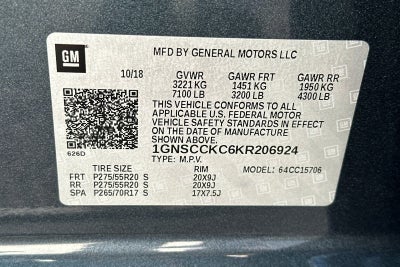 GM
MFD BY GENERAL MOTORS LLC
10/18 GVWR GAWR FRT GAWR RR
3221 KG 1451 KG 1950 KG
7100 LB 3200 LB 4300 LB
THIS VEHICLE CONFORMS TO ALL
APPLICABLE U.S. FEDERAL MOTOR
VEHICLE SAFETY STANDARDS IN EFFECT ON
THE DATE OF MANUFACTURE SHOWN ABOVE.
626D
1GNSCCKC6KR206924
TYPE: M.P.V. MODEL: 64CC15706
TIRE SIZE RIM
FRT P275/55R20 S 20X9J
RR P275/55R20 S 20X9J
SPA P265/70R17 S 17X7.5J